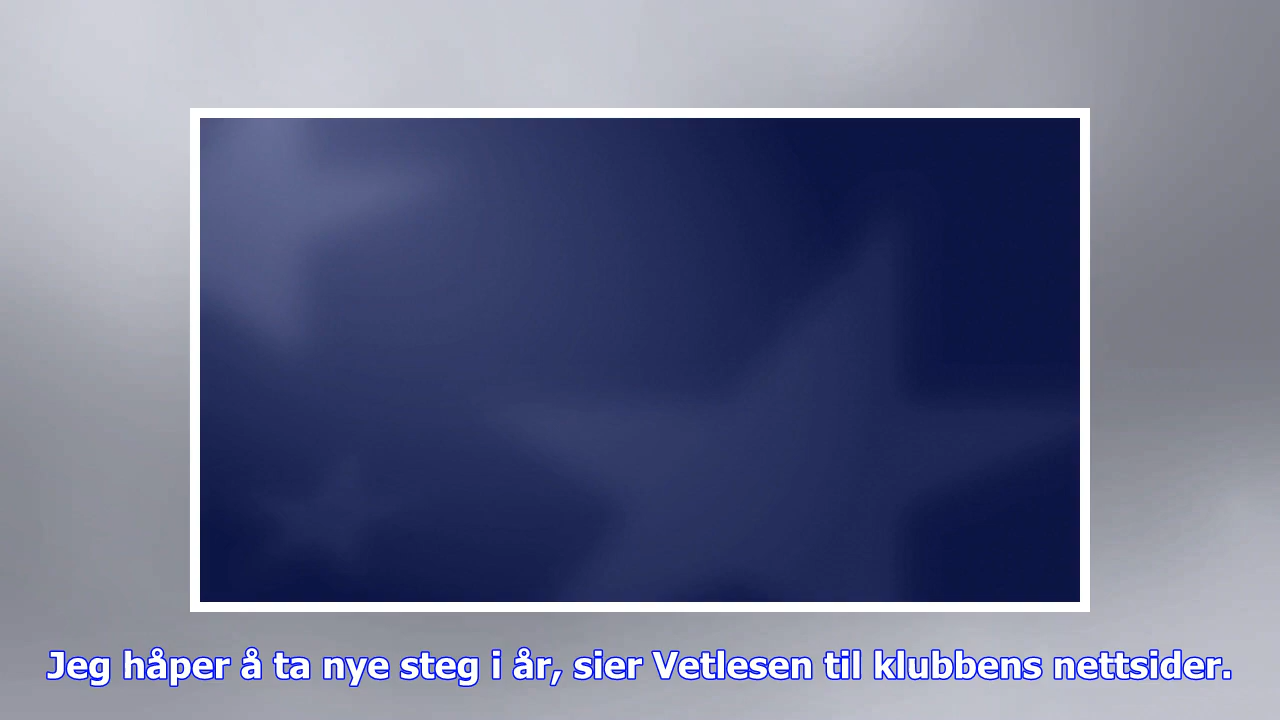 Jeg håper å ta nye steg i år, sier Vetlesen til klubbens nettsider.